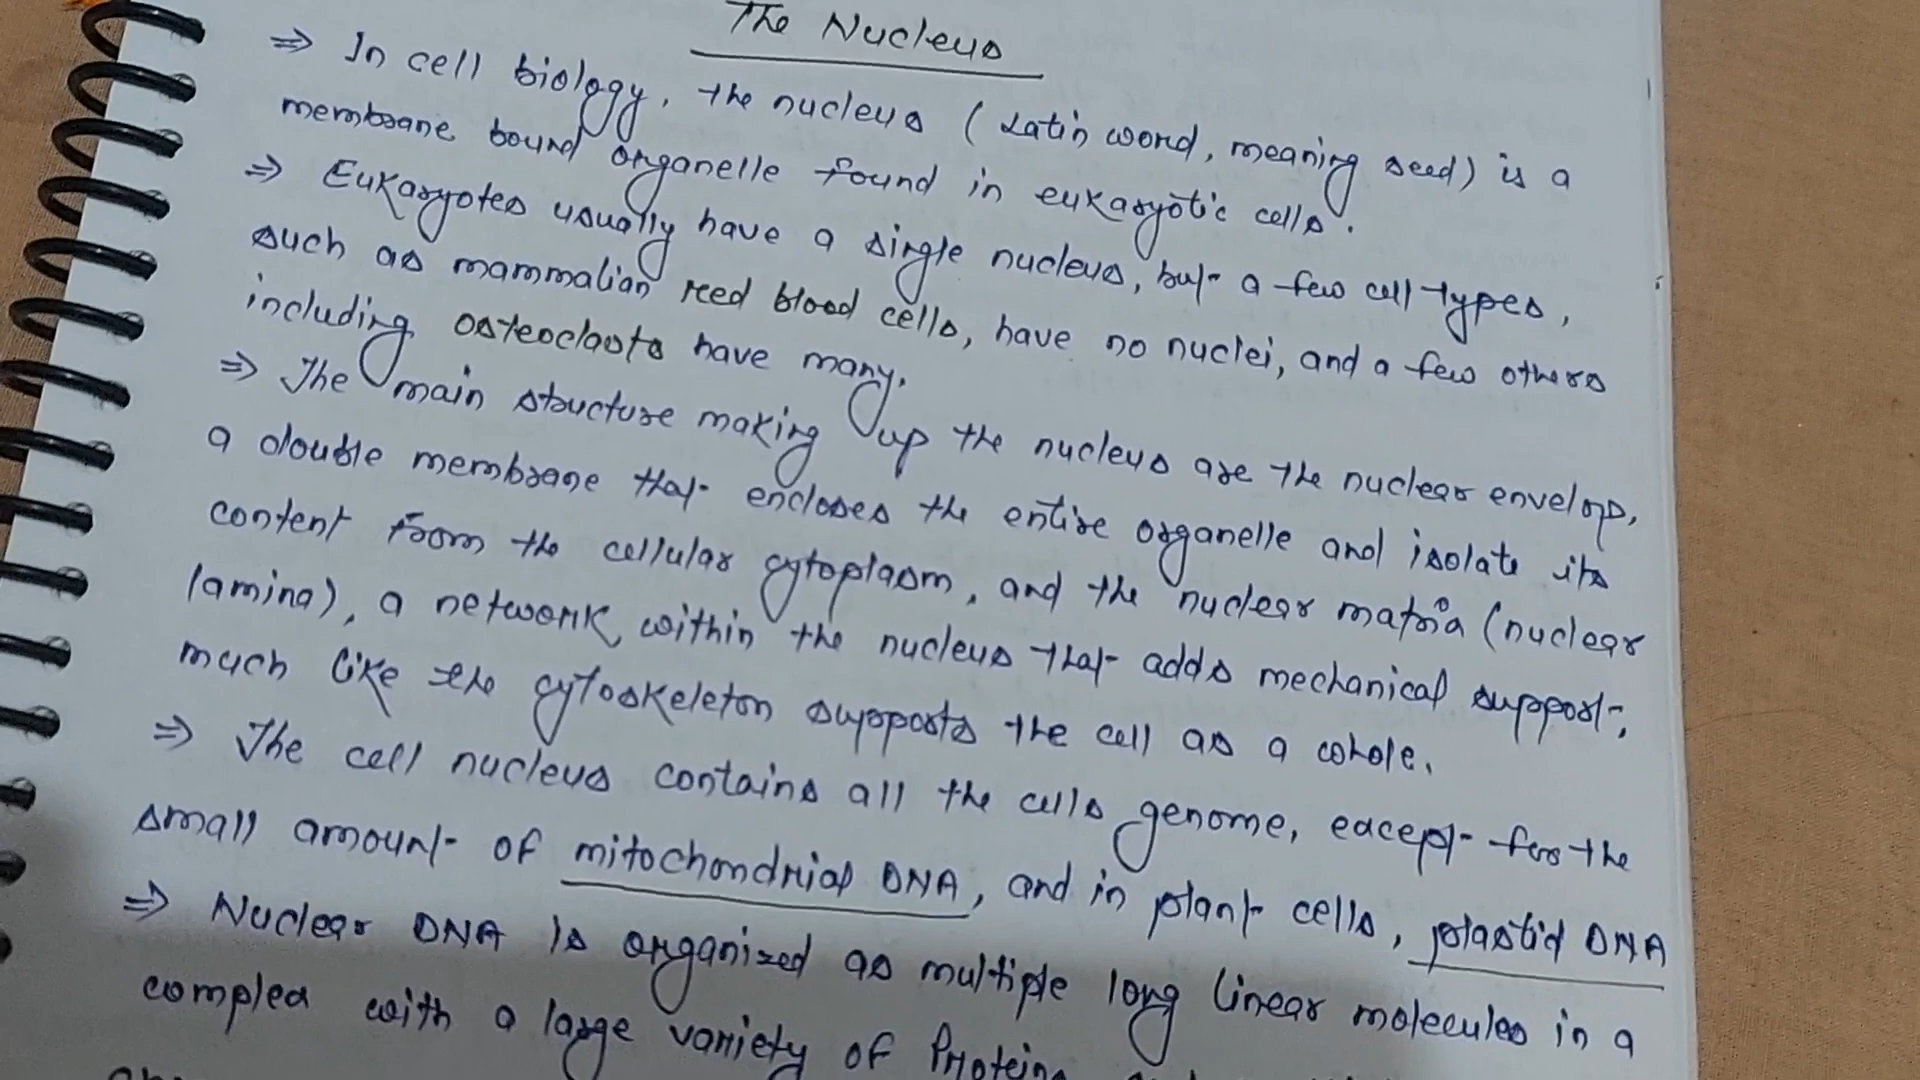 The Nucleus
⇒ In cell biology, the nucleus (Latin word, meaning seed) is a
membrane bound organelle found in eukaryotic cells.
⇒ Eukaryotes usually have a single nucleus, but a few cell types,
such as mammalian reed blood cells, have no nuclei, and a few others
including osteoclasts have many.
⇒ The main structure making up the nucleus are the nuclear envelop,
a double membrane that encloses the entire organelle and isolate its
content from the cellular cytoplasm, and the nuclear matrix (nuclear
lamina), a network within the nucleus that adds mechanical support,
much like the cytoskeleton supports the cell as a whole.
⇒ The cell nucleus contains all the cells genome, except for the
small amount of mitochondrial DNA, and in plant cells, plastid DNA
⇒ Nuclear DNA is organized as multiple long linear molecules in a
complex with a large variety of Protein